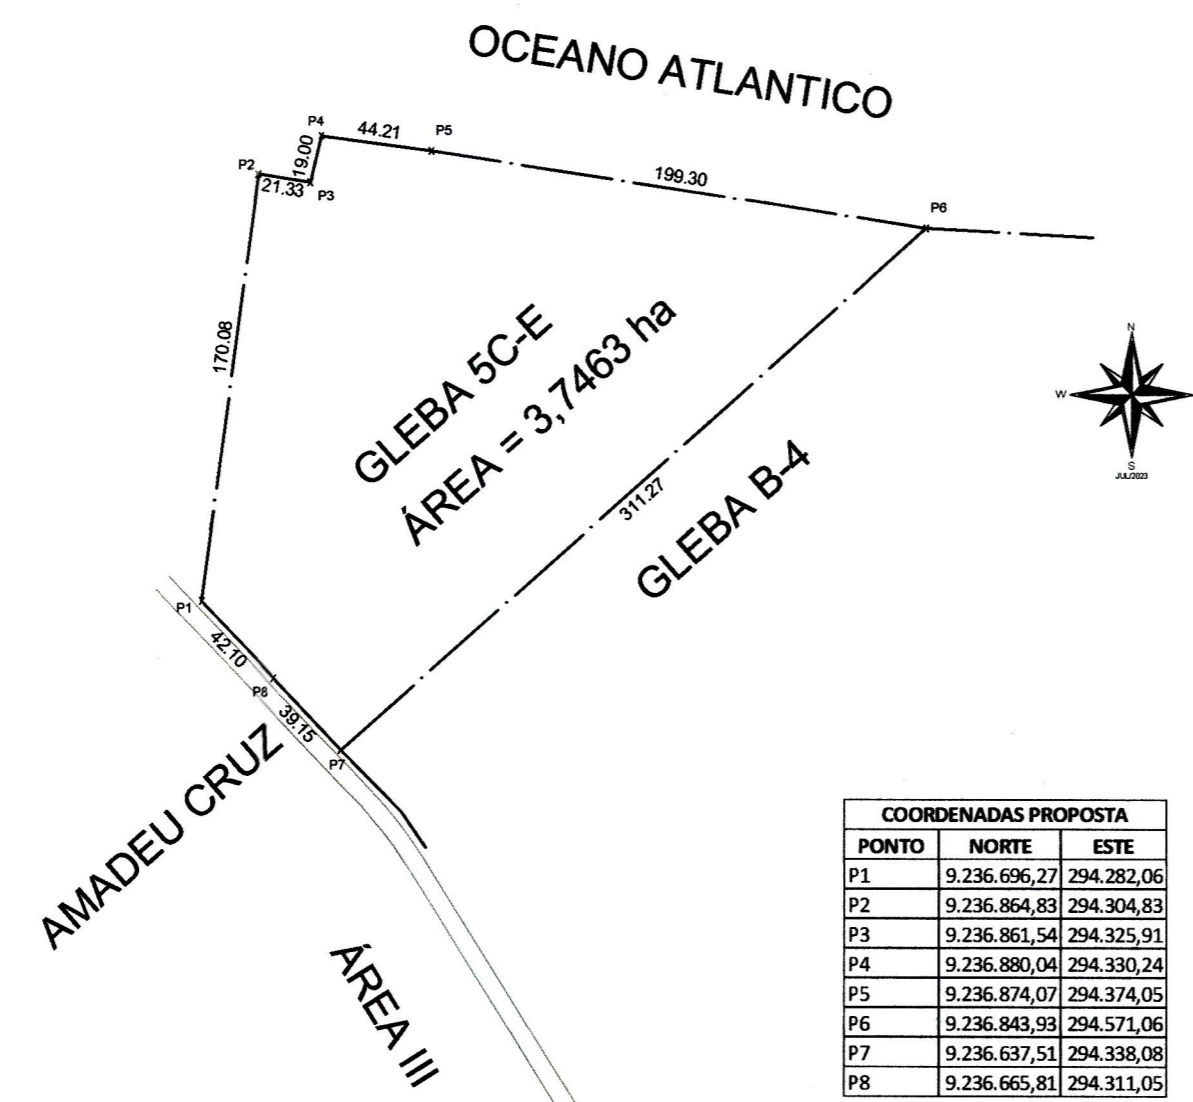 OCEANO ATLANTICO
P4
44.21
P5
19.00
P2
21.33
P3
199.30
P6
170.08
GLEBA 5C-E
ÁREA = 3,7463 ha
311.27
GLEBA B-4
N
W
S
JUL/2023
P1
42.10
P8
39.15
P7
AMADEU CRUZ
ÁREA III
COORDENADAS PROPOSTA
PONTO NORTE ESTE
P1 9.236.696,27 294.282,06
P2 9.236.864,83 294.304,83
P3 9.236.861,54 294.325,91
P4 9.236.880,04 294.330,24
P5 9.236.874,07 294.374,05
P6 9.236.843,93 294.571,06
P7 9.236.637,51 294.338,08
P8 9.236.665,81 294.311,05